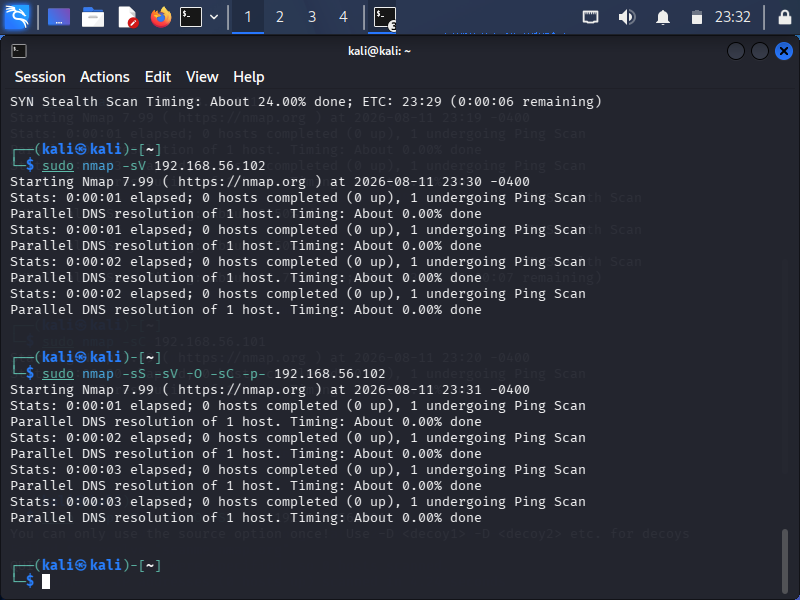 1 2 3 4 23:32
kali@kali: ~
Session Actions Edit View Help
SYN Stealth Scan Timing: About 24.00% done; ETC: 23:29 (0:00:06 remaining)
┌──(kali㉿kali)-[~]
└─$ sudo nmap -sV 192.168.56.102
Starting Nmap 7.99 ( https://nmap.org ) at 2026-08-11 23:30 -0400
Stats: 0:00:01 elapsed; 0 hosts completed (0 up), 1 undergoing Ping Scan
Parallel DNS resolution of 1 host. Timing: About 0.00% done
Stats: 0:00:01 elapsed; 0 hosts completed (0 up), 1 undergoing Ping Scan
Parallel DNS resolution of 1 host. Timing: About 0.00% done
Stats: 0:00:02 elapsed; 0 hosts completed (0 up), 1 undergoing Ping Scan
Parallel DNS resolution of 1 host. Timing: About 0.00% done
Stats: 0:00:02 elapsed; 0 hosts completed (0 up), 1 undergoing Ping Scan
Parallel DNS resolution of 1 host. Timing: About 0.00% done
┌──(kali㉿kali)-[~]
└─$ sudo nmap -sS -sV -O -sC -p- 192.168.56.102
Starting Nmap 7.99 ( https://nmap.org ) at 2026-08-11 23:31 -0400
Stats: 0:00:01 elapsed; 0 hosts completed (0 up), 1 undergoing Ping Scan
Parallel DNS resolution of 1 host. Timing: About 0.00% done
Stats: 0:00:02 elapsed; 0 hosts completed (0 up), 1 undergoing Ping Scan
Parallel DNS resolution of 1 host. Timing: About 0.00% done
Stats: 0:00:03 elapsed; 0 hosts completed (0 up), 1 undergoing Ping Scan
Parallel DNS resolution of 1 host. Timing: About 0.00% done
Stats: 0:00:03 elapsed; 0 hosts completed (0 up), 1 undergoing Ping Scan
Parallel DNS resolution of 1 host. Timing: About 0.00% done
You can only use the source option once! Use -D <decoy1> -D <decoy2> etc. for decoys
┌──(kali㉿kali)-[~]
└─$